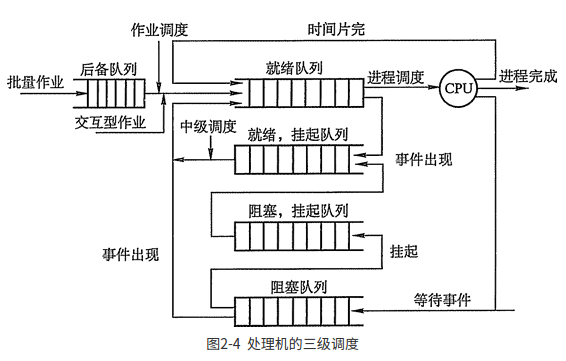 作业调度
时间片完
批量作业
后备队列
就绪队列
进程调度
CPU
进程完成
交互型作业
中级调度
就绪，挂起队列
事件出现
阻塞，挂起队列
事件出现
挂起
阻塞队列
等待事件
图2-4 处理机的三级调度